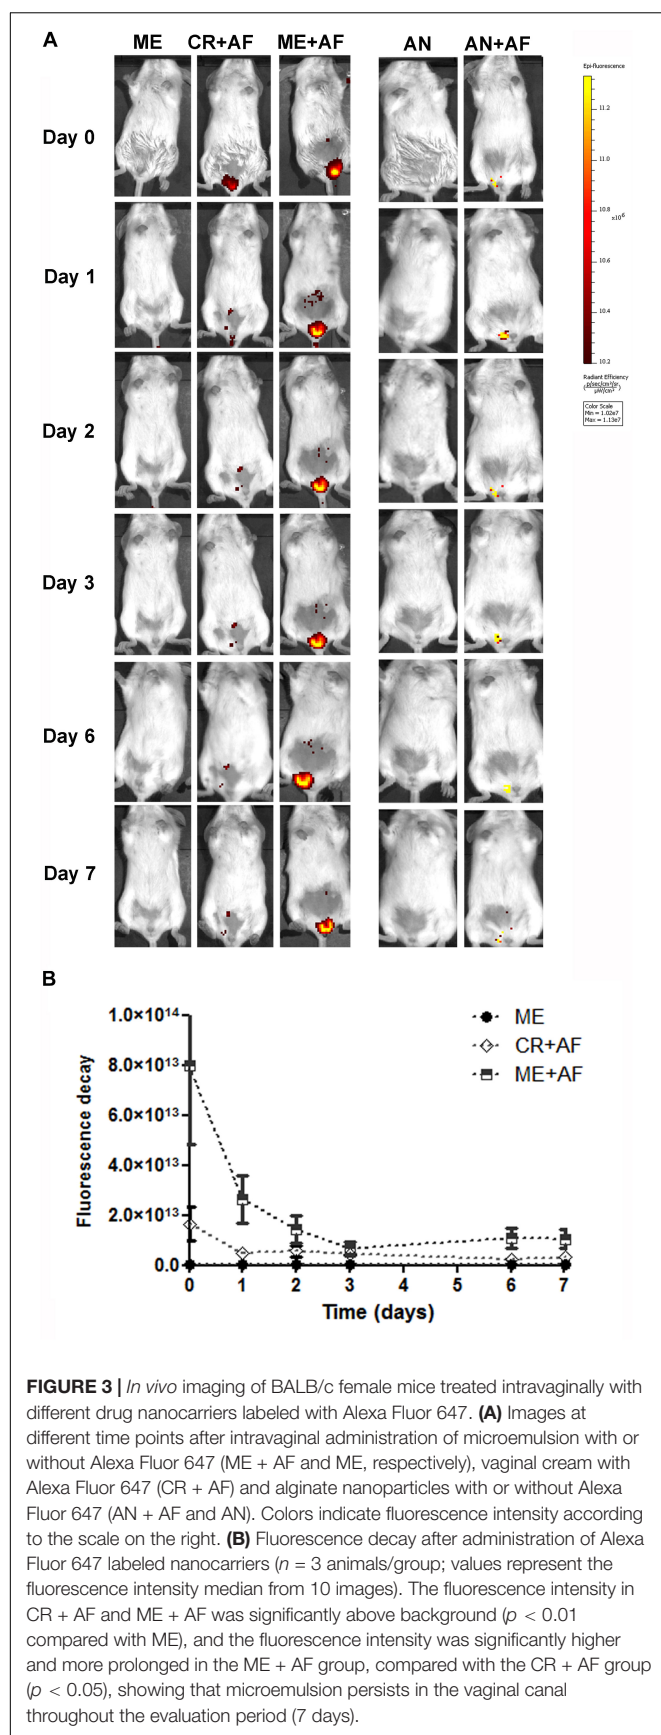 A
ME CR+AF ME+AF AN AN+AF
Epi-fluorescence
Day 0
11.2
11.0
10.8
x10⁶
10.6
10.4
10.2
Day 1
Radiant Efficiency
(p/sec/cm²/sr
µW/cm²)
Color Scale
Min = 1.02e7
Max = 1.13e7
Day 2
Day 3
Day 6
Day 7
B
1.0×10¹⁴
8.0×10¹³
6.0×10¹³
4.0×10¹³
2.0×10¹³
0.0
Fluorescence decay
ME
CR+AF
ME+AF
0 1 2 3 4 5 6 7
Time (days)
FIGURE 3 | In vivo imaging of BALB/c female mice treated intravaginally with
different drug nanocarriers labeled with Alexa Fluor 647. (A) Images at
different time points after intravaginal administration of microemulsion with or
without Alexa Fluor 647 (ME + AF and ME, respectively), vaginal cream with
Alexa Fluor 647 (CR + AF) and alginate nanoparticles with or without Alexa
Fluor 647 (AN + AF and AN). Colors indicate fluorescence intensity according
to the scale on the right. (B) Fluorescence decay after administration of Alexa
Fluor 647 labeled nanocarriers (n = 3 animals/group; values represent the
fluorescence intensity median from 10 images). The fluorescence intensity in
CR + AF and ME + AF was significantly above background (p < 0.01
compared with ME), and the fluorescence intensity was significantly higher
and more prolonged in the ME + AF group, compared with the CR + AF group
(p < 0.05), showing that microemulsion persists in the vaginal canal
throughout the evaluation period (7 days).